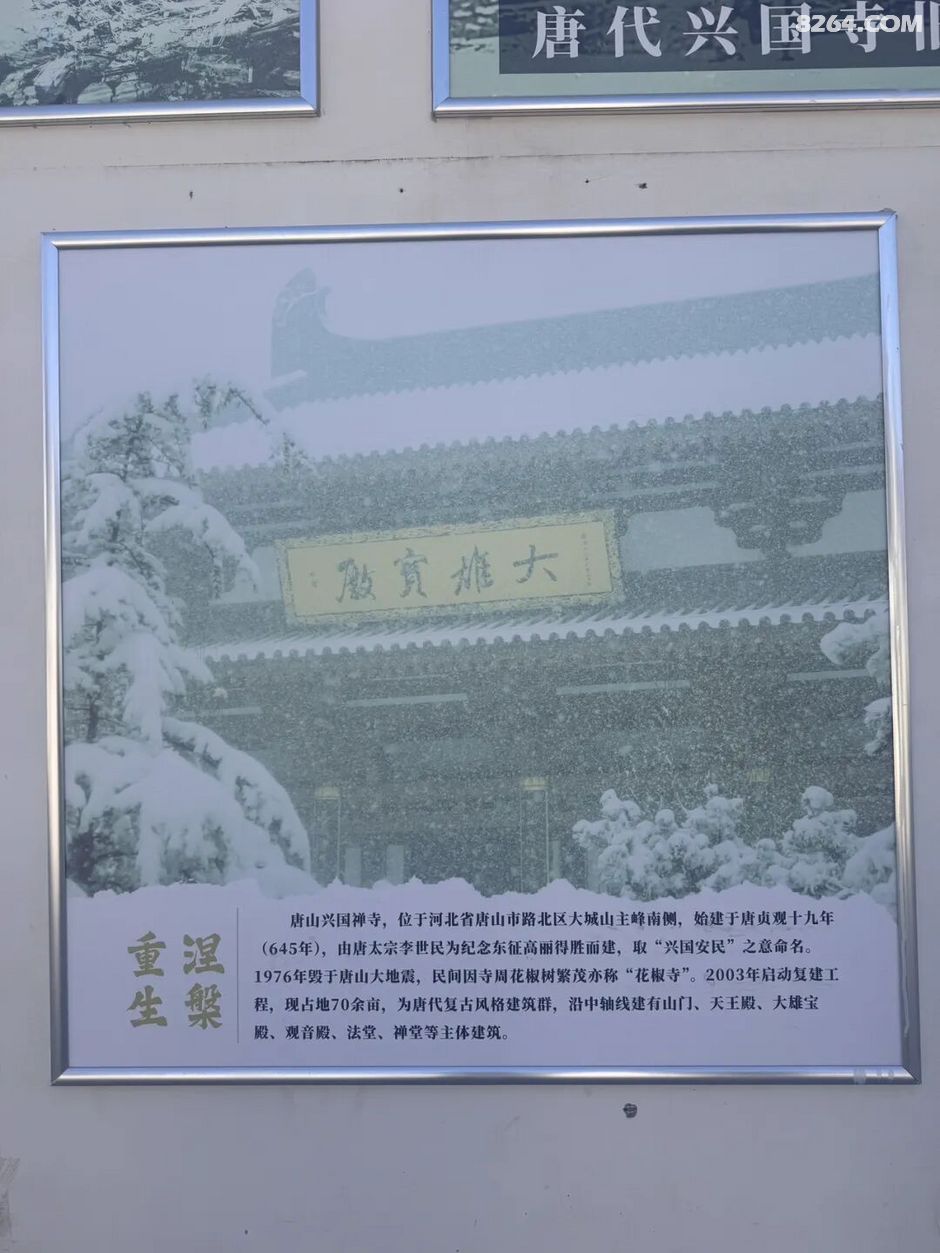 8264.COM
唐代兴国寺旧
大雄寳殿
唐山兴国禅寺，位于河北省唐山市路北区大城山主峰南侧，始建于唐贞观十九年
（645年），由唐太宗李世民为纪念东征高丽得胜而建，取“兴国安民”之意命名。
1976年毁于唐山大地震，民间因寺周花椒树繁茂亦称“花椒寺”。2003年启动复建工
程，现占地70余亩，为唐代复古风格建筑群，沿中轴线建有山门、天王殿、大雄宝
殿、观音殿、法堂、禅堂等主体建筑。
涅槃
重生